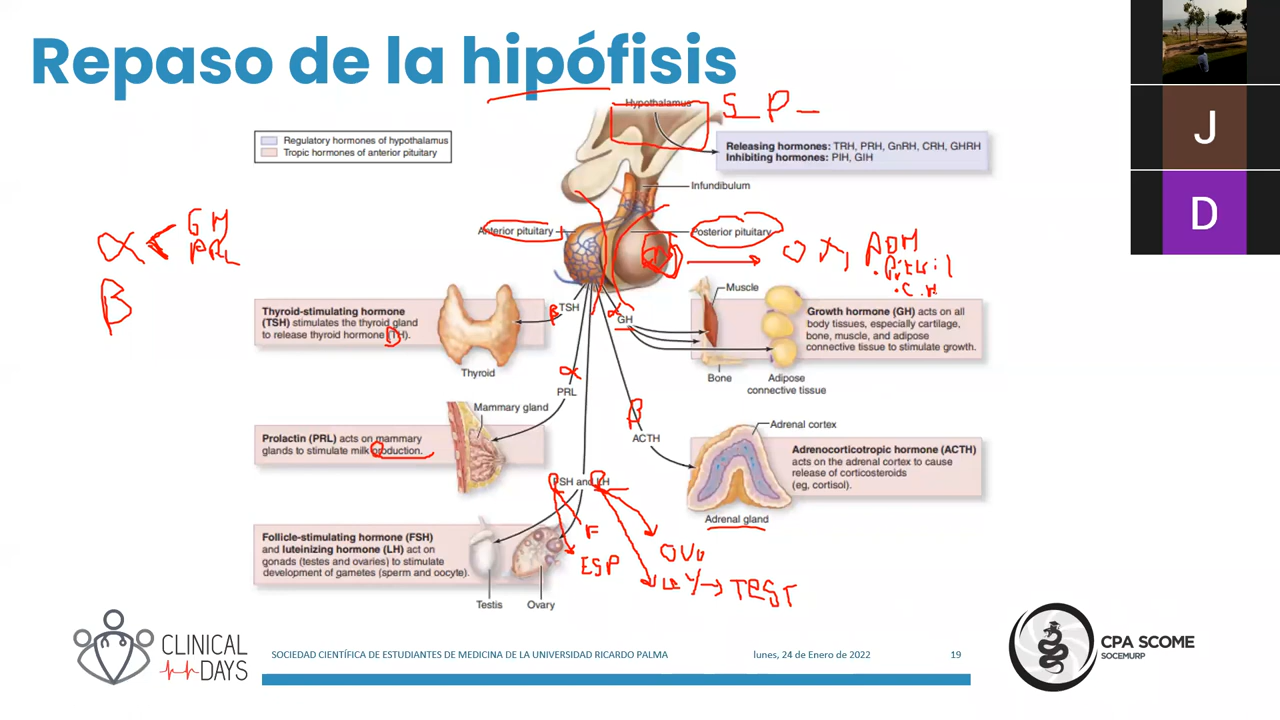 Repaso de la hipófisis
Hypothalamus
S P -
J
Regulatory hormones of hypothalamus
Tropic hormones of anterior pituitary
Releasing hormones: TRH, PRH, GnRH, CRH, GHRH
Inhibiting hormones: PIH, GIH
Infundibulum
D
α < GH
PRL
β
Anterior pituitary
Posterior pituitary
ADH
C.H
Thyroid-stimulating hormone
(TSH) stimulates the thyroid gland
to release thyroid hormone (TH).
Thyroid
β
TSH
α
GH
Muscle
Bone
Adipose
connective tissue
Growth hormone (GH) acts on all
body tissues, especially cartilage,
bone, muscle, and adipose
connective tissue to stimulate growth.
α
PRL
Mammary gland
Prolactin (PRL) acts on mammary
glands to stimulate milk production.
β
ACTH
Adrenal cortex
Adrenal gland
Adrenocorticotropic hormone (ACTH)
acts on the adrenal cortex to cause
release of corticosteroids
(eg, cortisol).
FSH and LH
F
ESP
OVU
LEY → TEST
Follicle-stimulating hormone (FSH)
and luteinizing hormone (LH) act on
gonads (testes and ovaries) to stimulate
development of gametes (sperm and oocyte).
Testis
Ovary
CLINICAL
DAYS
SOCIEDAD CIENTÍFICA DE ESTUDIANTES DE MEDICINA DE LA UNIVERSIDAD RICARDO PALMA
lunes, 24 de Enero de 2022
19
CPA SCOME
SOCEMURP